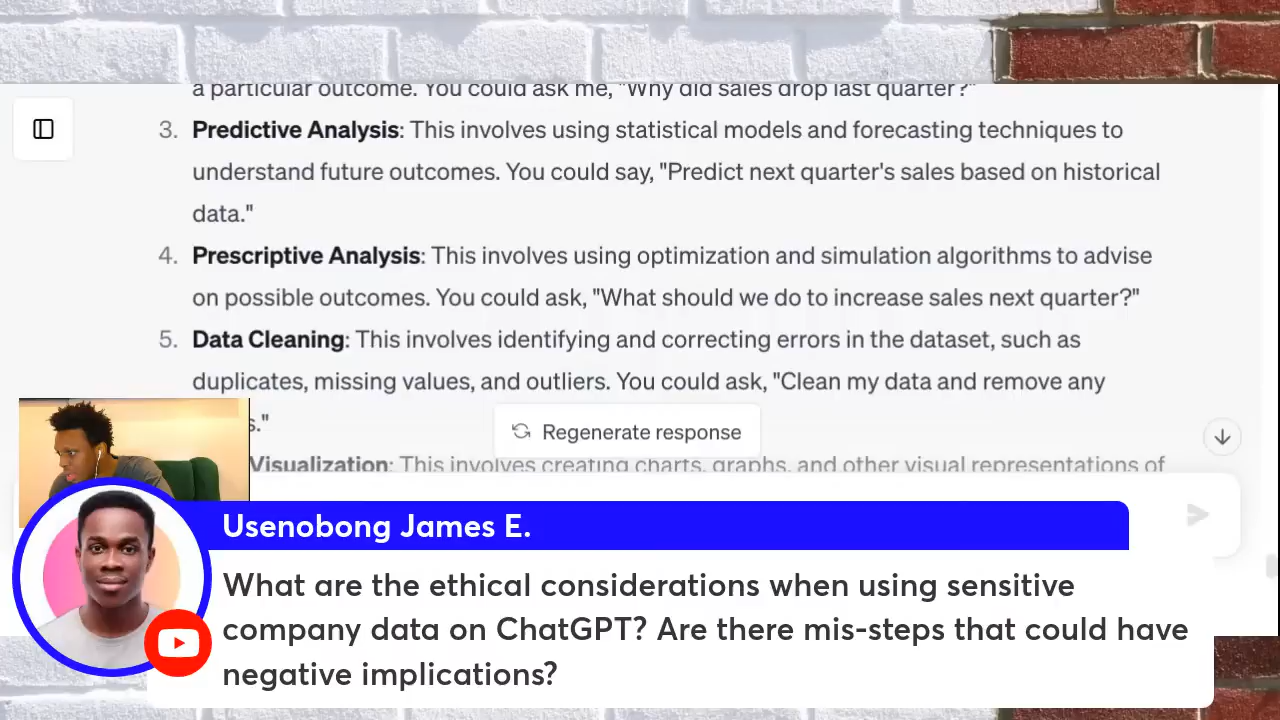 a particular outcome. You could ask me, "Why did sales drop last quarter?"
3. Predictive Analysis: This involves using statistical models and forecasting techniques to
understand future outcomes. You could say, "Predict next quarter's sales based on historical
data."
4. Prescriptive Analysis: This involves using optimization and simulation algorithms to advise
on possible outcomes. You could ask, "What should we do to increase sales next quarter?"
5. Data Cleaning: This involves identifying and correcting errors in the dataset, such as
duplicates, missing values, and outliers. You could ask, "Clean my data and remove any
Regenerate response
Visualization: This involves creating charts, graphs, and other visual representations of
Usenobong James E.
What are the ethical considerations when using sensitive
company data on ChatGPT? Are there mis-steps that could have
negative implications?